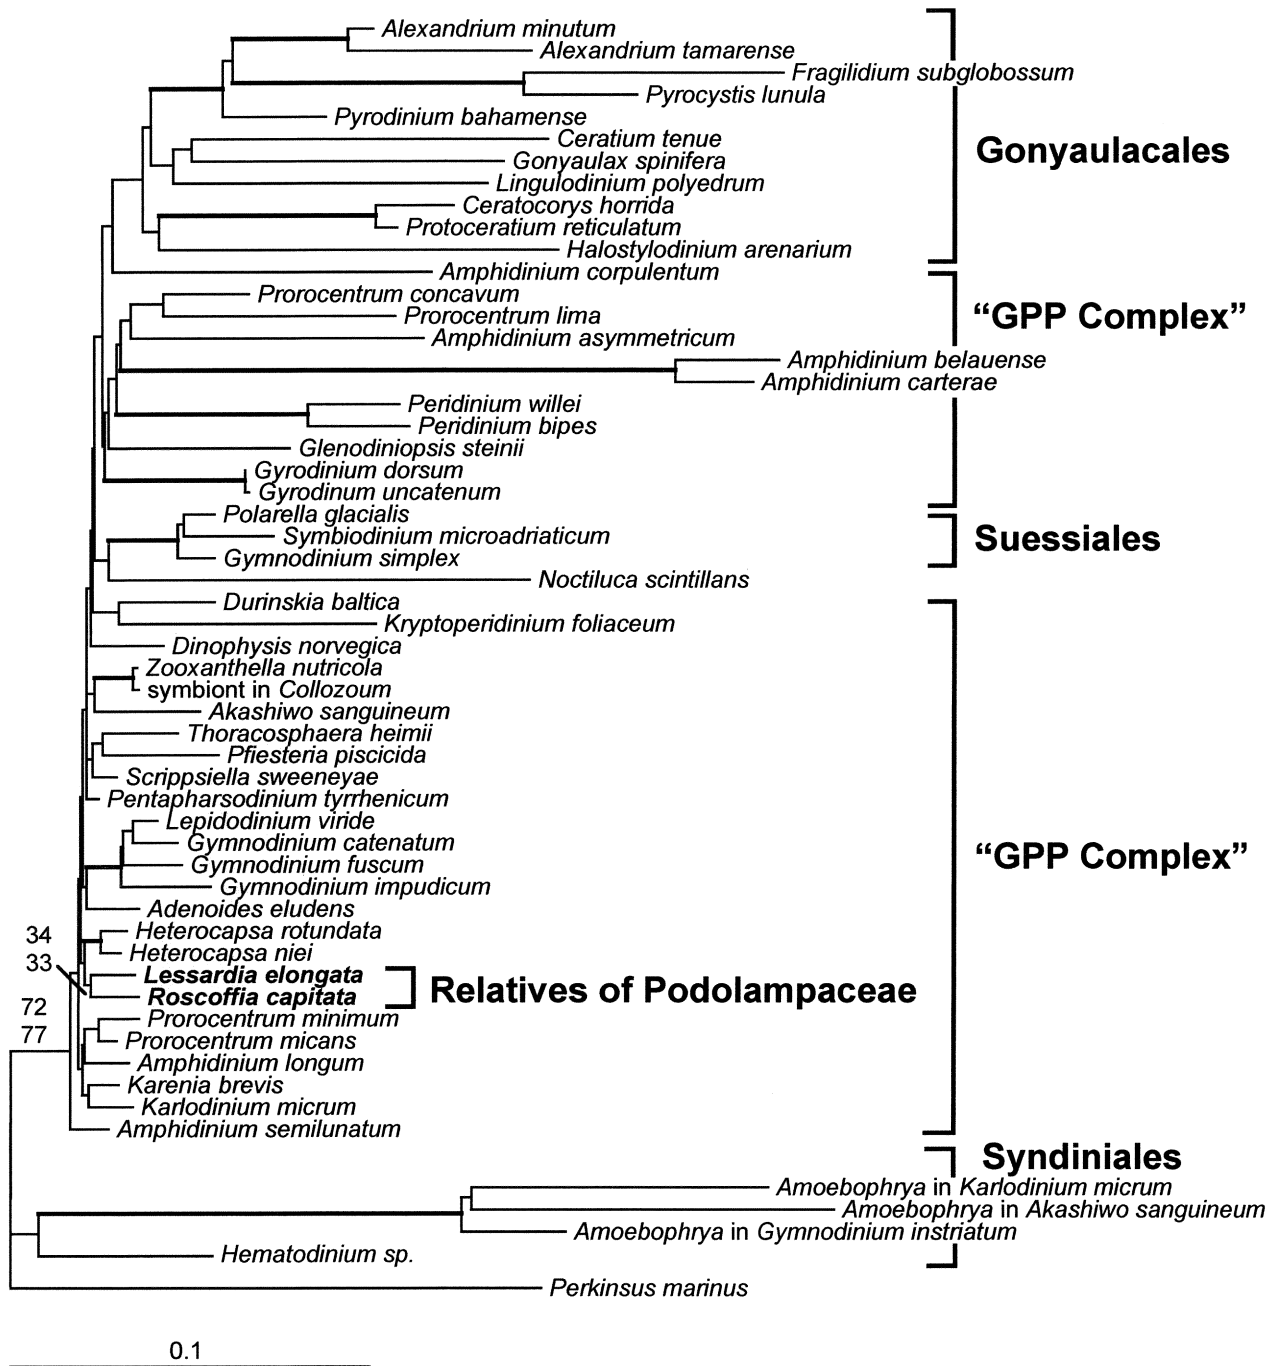 Alexandrium minutum
Alexandrium tamarense
Fragilidium subglobossum
Pyrocystis lunula
Pyrodinium bahamense
Ceratium tenue
Gonyaulax spinifera
Lingulodinium polyedrum
Ceratocorys horrida
Protoceratium reticulatum
Halostylodinium arenarium
Gonyaulacales
Amphidinium corpulentum
Prorocentrum concavum
Prorocentrum lima
Amphidinium asymmetricum
Amphidinium belauense
Amphidinium carterae
Peridinium willei
Peridinium bipes
Glenodiniopsis steinii
Gyrodinium dorsum
Gyrodinum uncatenum
“GPP Complex”
Polarella glacialis
Symbiodinium microadriaticum
Gymnodinium simplex
Suessiales
Noctiluca scintillans
Durinskia baltica
Kryptoperidinium foliaceum
Dinophysis norvegica
Zooxanthella nutricola
symbiont in Collozoum
Akashiwo sanguineum
Thoracosphaera heimii
Pfiesteria piscicida
Scrippsiella sweeneyae
Pentapharsodinium tyrrhenicum
Lepidodinium viride
Gymnodinium catenatum
Gymnodinium fuscum
Gymnodinium impudicum
Adenoides eludens
Heterocapsa rotundata
Heterocapsa niei
Lessardia elongata
Roscoffia capitata
Relatives of Podolampaceae
Prorocentrum minimum
Prorocentrum micans
Amphidinium longum
Karenia brevis
Karlodinium micrum
Amphidinium semilunatum
“GPP Complex”
34
33
72
77
Syndiniales
Amoebophrya in Karlodinium micrum
Amoebophrya in Akashiwo sanguineum
Amoebophrya in Gymnodinium instriatum
Hematodinium sp.
Perkinsus marinus
0.1